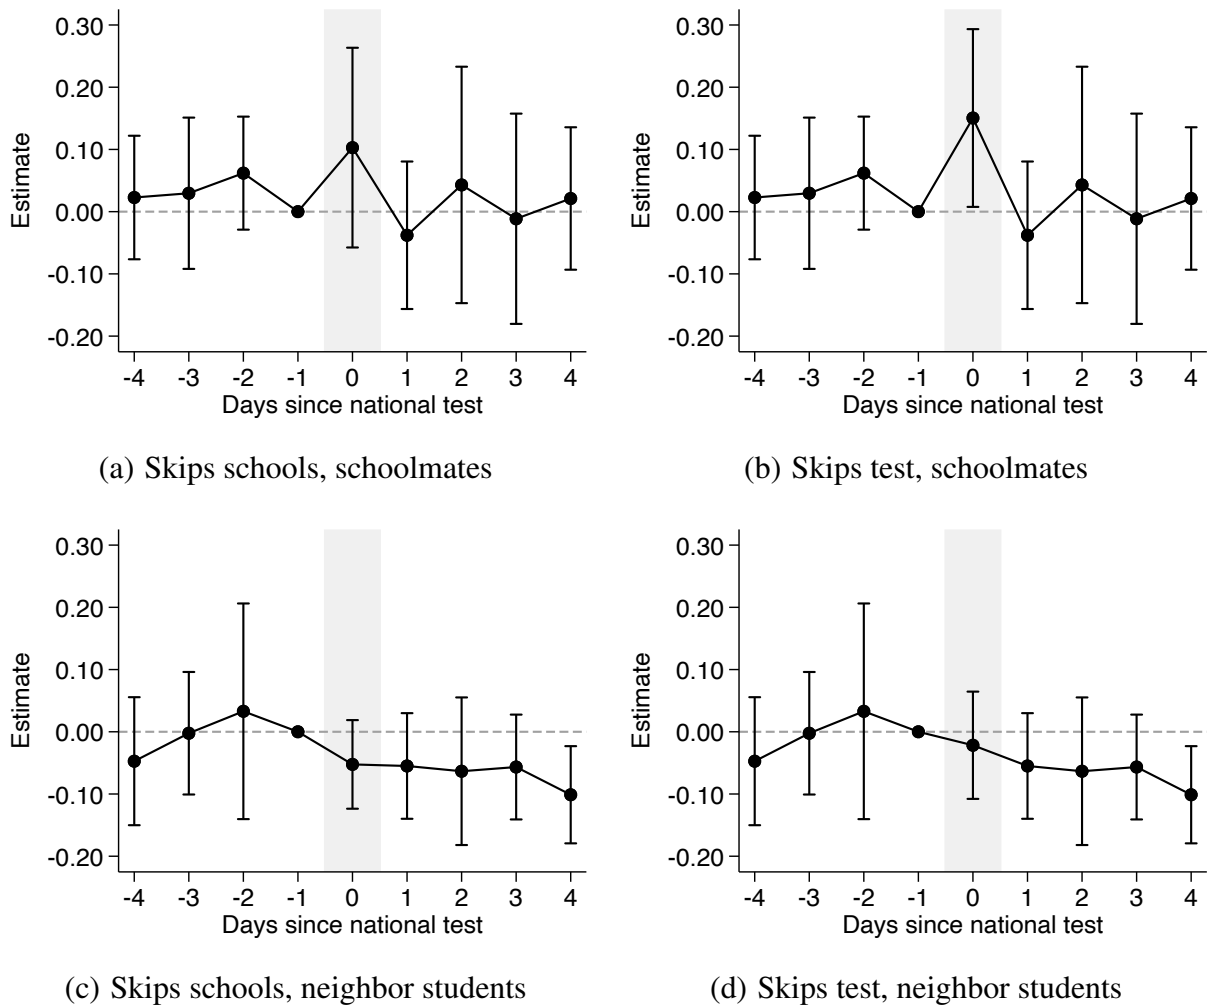 0.30
0.20
0.10
0.00
-0.10
-0.20
Estimate
-4 -3 -2 -1 0 1 2 3 4
Days since national test
(a) Skips schools, schoolmates
0.30
0.20
0.10
0.00
-0.10
-0.20
Estimate
-4 -3 -2 -1 0 1 2 3 4
Days since national test
(b) Skips test, schoolmates
0.30
0.20
0.10
0.00
-0.10
-0.20
Estimate
-4 -3 -2 -1 0 1 2 3 4
Days since national test
(c) Skips schools, neighbor students
0.30
0.20
0.10
0.00
-0.10
-0.20
Estimate
-4 -3 -2 -1 0 1 2 3 4
Days since national test
(d) Skips test, neighbor students